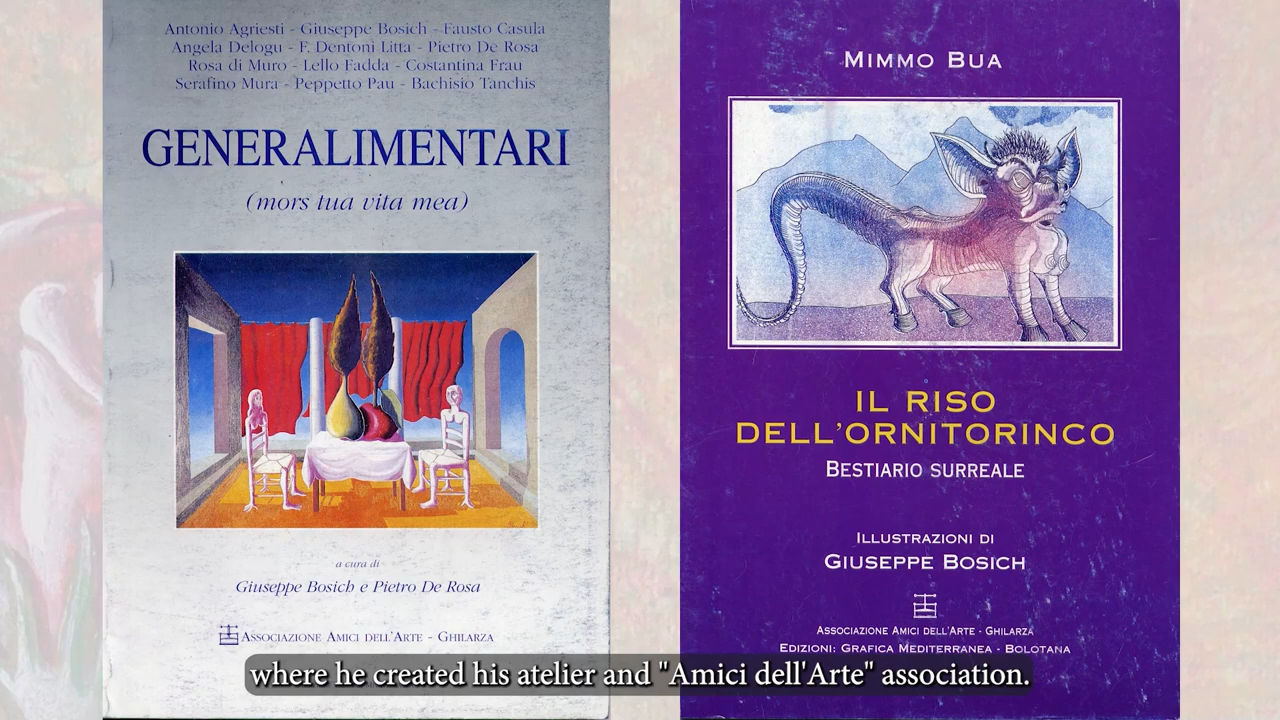 Antonio Agriesti - Giuseppe Bosich - Fausto Casula
Angela Delogu - F. Dentoni Litta - Pietro De Rosa
Rosa di Muro - Lello Fadda - Costantina Frau
Serafino Mura - Peppetto Pau - Bachisio Tanchis
GENERALIMENTARI
(mors tua vita mea)
a cura di
Giuseppe Bosich e Pietro De Rosa
Associazione Amici dell'Arte - Ghilarza
Mimmo Bua
IL RISO
DELL'ORNITORINCO
Bestiario surreale
Illustrazioni di
Giuseppe Bosich
Associazione Amici dell'Arte - Ghilarza
Edizioni: Grafica Mediterranea - Bolotana
where he created his atelier and "Amici dell'Arte" association.